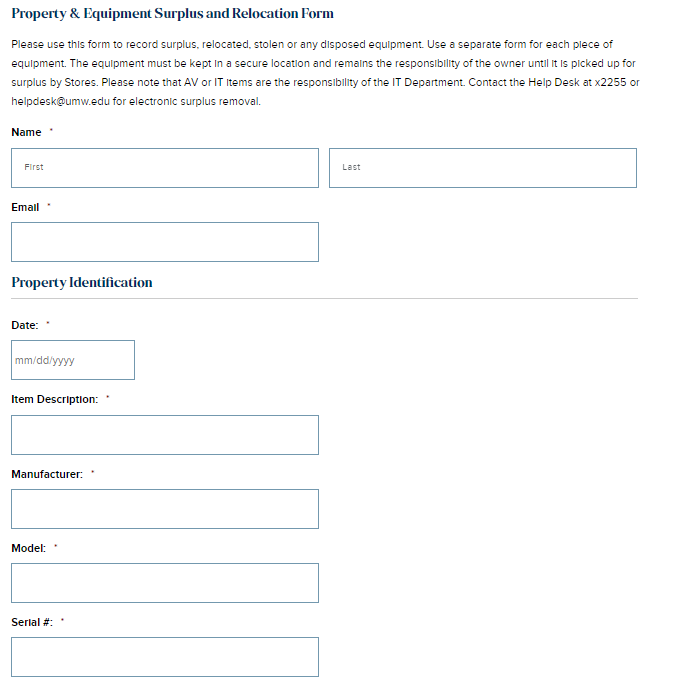 Property & Equipment Surplus and Relocation Form
Please use this form to record surplus, relocated, stolen or any disposed equipment. Use a separate form for each piece of
equipment. The equipment must be kept in a secure location and remains the responsibility of the owner until it is picked up for
surplus by Stores. Please note that AV or IT items are the responsibility of the IT Department. Contact the Help Desk at x2255 or
helpdesk@umw.edu for electronic surplus removal.
Name *
First Last
Email *
Property Identification
Date: *
mm/dd/yyyy
Item Description: *
Manufacturer: *
Model: *
Serial #: *